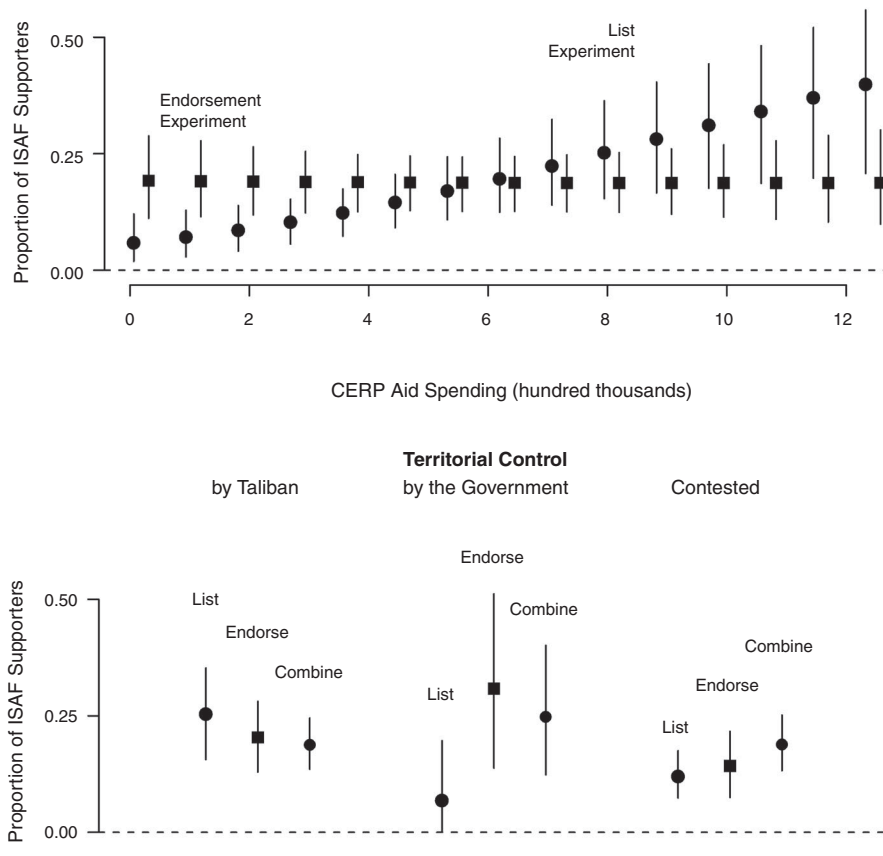 Proportion of ISAF Supporters
0.50
0.25
0.00
Endorsement
Experiment
List
Experiment
0 2 4 6 8 10 12
CERP Aid Spending (hundred thousands)
Territorial Control
by Taliban by the Government Contested
Proportion of ISAF Supporters
0.50
0.25
0.00
List
Endorse
Combine
List
Endorse
Combine
List
Endorse
Combine